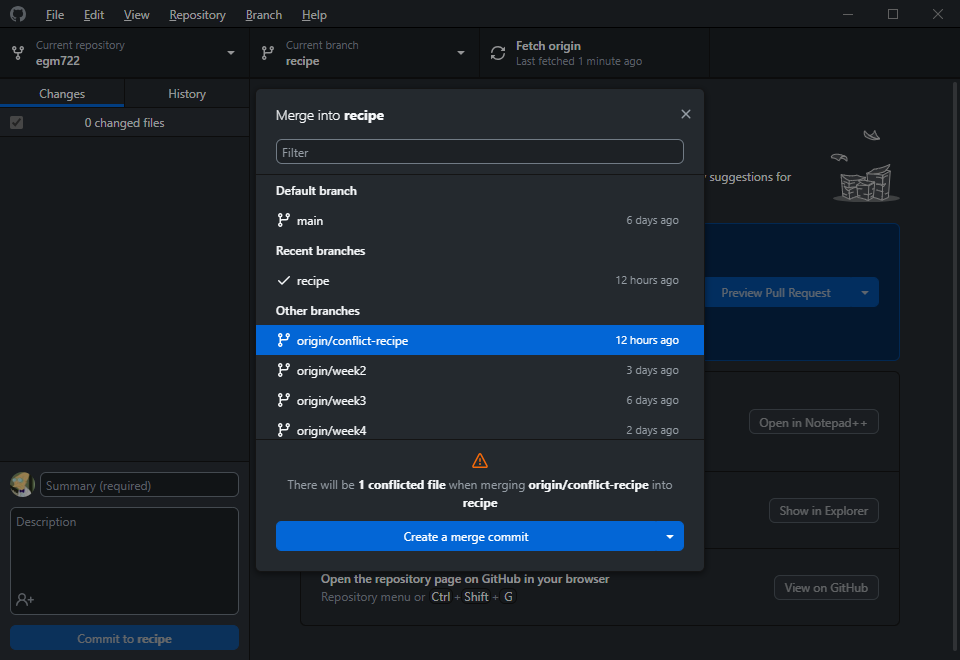 File Edit View Repository Branch Help
Current repository
egm722
Current branch
recipe
Fetch origin
Last fetched 1 minute ago
Changes
History
0 changed files
Merge into recipe
Filter
Default branch
main 6 days ago
Recent branches
recipe 12 hours ago
Other branches
origin/conflict-recipe 12 hours ago
origin/week2 3 days ago
origin/week3 6 days ago
origin/week4 2 days ago
There will be 1 conflicted file when merging origin/conflict-recipe into
recipe
Create a merge commit
suggestions for
Preview Pull Request
Open in Notepad++
Show in Explorer
Open the repository page on GitHub in your browser
Repository menu or Ctrl + Shift + G
View on GitHub
Summary (required)
Description
Commit to recipe